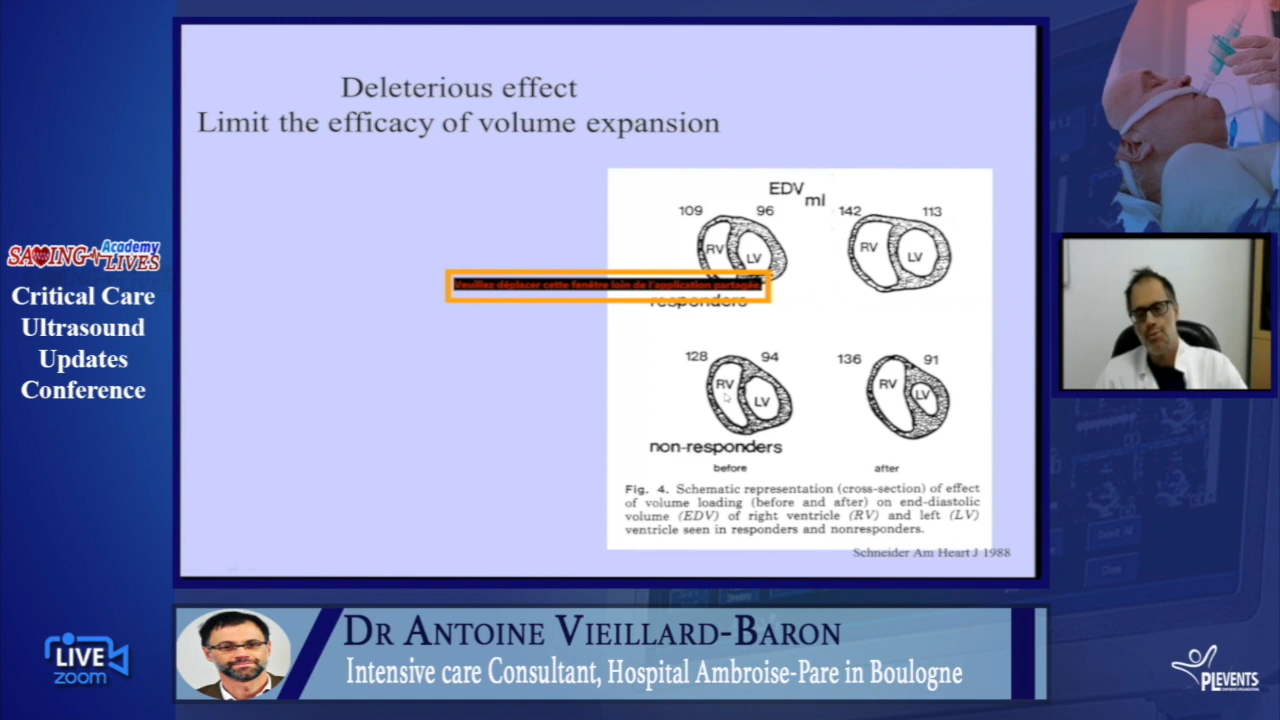 Deleterious effect
Limit the efficacy of volume expansion
EDV ml
109 96 142 113
RV LV RV LV
Veuillez déplacer cette fenêtre loin de l'application partagée
responders
128 94 136 91
RV LV RV LV
non-responders
before after
Fig. 4. Schematic representation (cross-section) of effect
of volume loading (before and after) on end-diastolic
volume (EDV) of right ventricle (RV) and left (LV)
ventricle seen in responders and nonresponders.
Schneider Am Heart J 1988
SAVING Academy
LIVES
Critical Care
Ultrasound
Updates
Conference
LIVE
zoom
Dr Antoine Vieillard-Baron
Intensive care Consultant, Hospital Ambroise-Pare in Boulogne
PLEVENTS